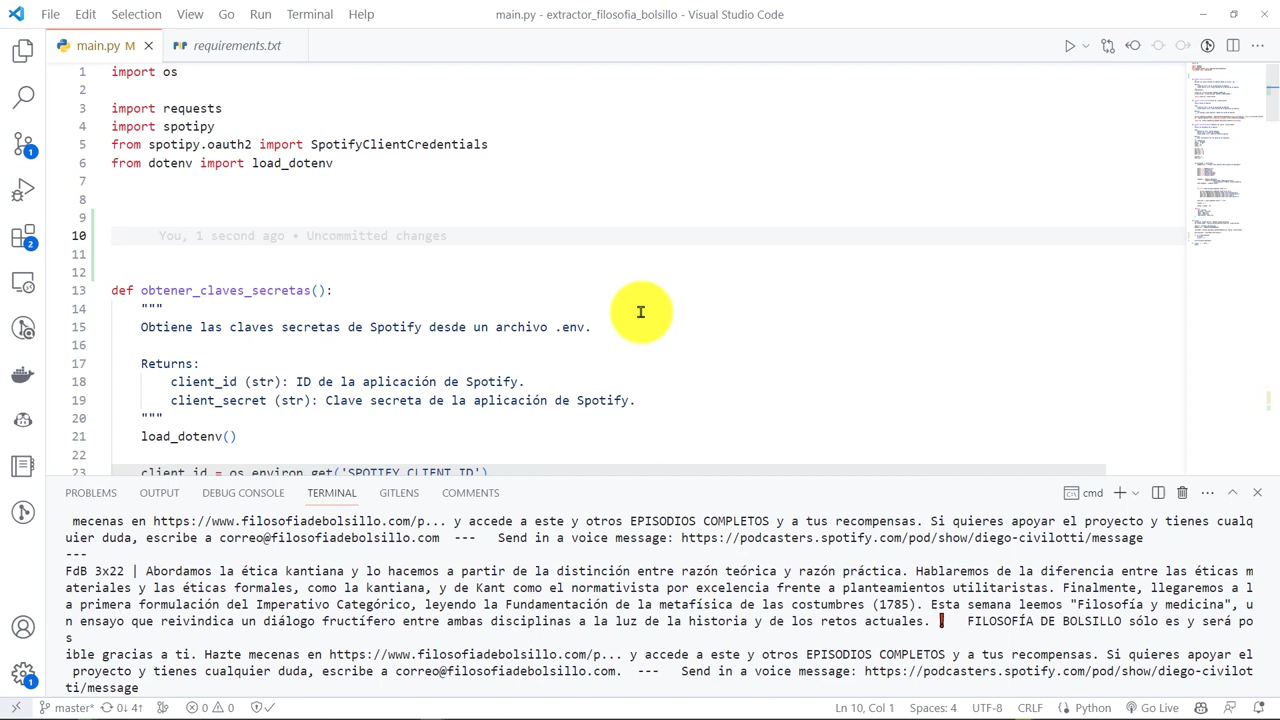 File Edit Selection View Go Run Terminal Help main.py - extractor_filosofia_bolsillo - Visual Studio Code
main.py M requirements.txt
1 import os
2
3 import requests
4 import spotipy
5 from spotipy.oauth2 import SpotifyClientCredentials
6 from dotenv import load_dotenv
7
8
9
10 You, 1 second ago • Uncommitted changes
11
12
13 def obtener_claves_secretas():
14 """
15 Obtiene las claves secretas de Spotify desde un archivo .env.
16
17 Returns:
18 client_id (str): ID de la aplicación de Spotify.
19 client_secret (str): Clave secreta de la aplicación de Spotify.
20 """
21 load_dotenv()
22
23 client_id = os.environ.get('SPOTIFY_CLIENT_ID')
1
2
1
PROBLEMS OUTPUT DEBUG CONSOLE TERMINAL GITLENS COMMENTS cmd
mecenas en https://www.filosofiadebolsillo.com/p... y accede a este y otros EPISODIOS COMPLETOS y a tus recompensas. Si quieres apoyar el proyecto y tienes cualq
uier duda, escribe a correo@filosofiadebolsillo.com --- Send in a voice message: https://podcasters.spotify.com/pod/show/diego-civilotti/message
---
FdB 3x22 | Abordamos la ética kantiana y lo hacemos a partir de la distinción entre razón teórica y razón práctica. Hablaremos de la diferencia entre las éticas m
ateriales y las éticas formales, como la kantiana, y de Kant como el normativista por excelencia frente a planteamientos utilitaristas. Finalmente, llegaremos a l
a primera formulación del Imperativo Categórico, leyendo la Fundamentación de la metafísica de las costumbres (1785). Esta semana leemos "Filosofía y medicina", u
n ensayo que reivindica un diálogo fructífero entre ambas disciplinas a la luz de la historia y de los retos actuales. FILOSOFÍA DE BOLSILLO sólo es y será po
s
ible gracias a ti. Hazte mecenas en https://www.filosofiadebolsillo.com/p... y accede a este y otros EPISODIOS COMPLETOS y a tus recompensas. Si quieres apoyar el
proyecto y tienes cualquier duda, escribe a correo@filosofiadebolsillo.com. --- Send in a voice message: https://podcasters.spotify.com/pod/show/diego-civilot
ti/message
master* 0↓ 4↑ 0 0 Ln 10, Col 1 Spaces: 4 UTF-8 CRLF Python Go Live